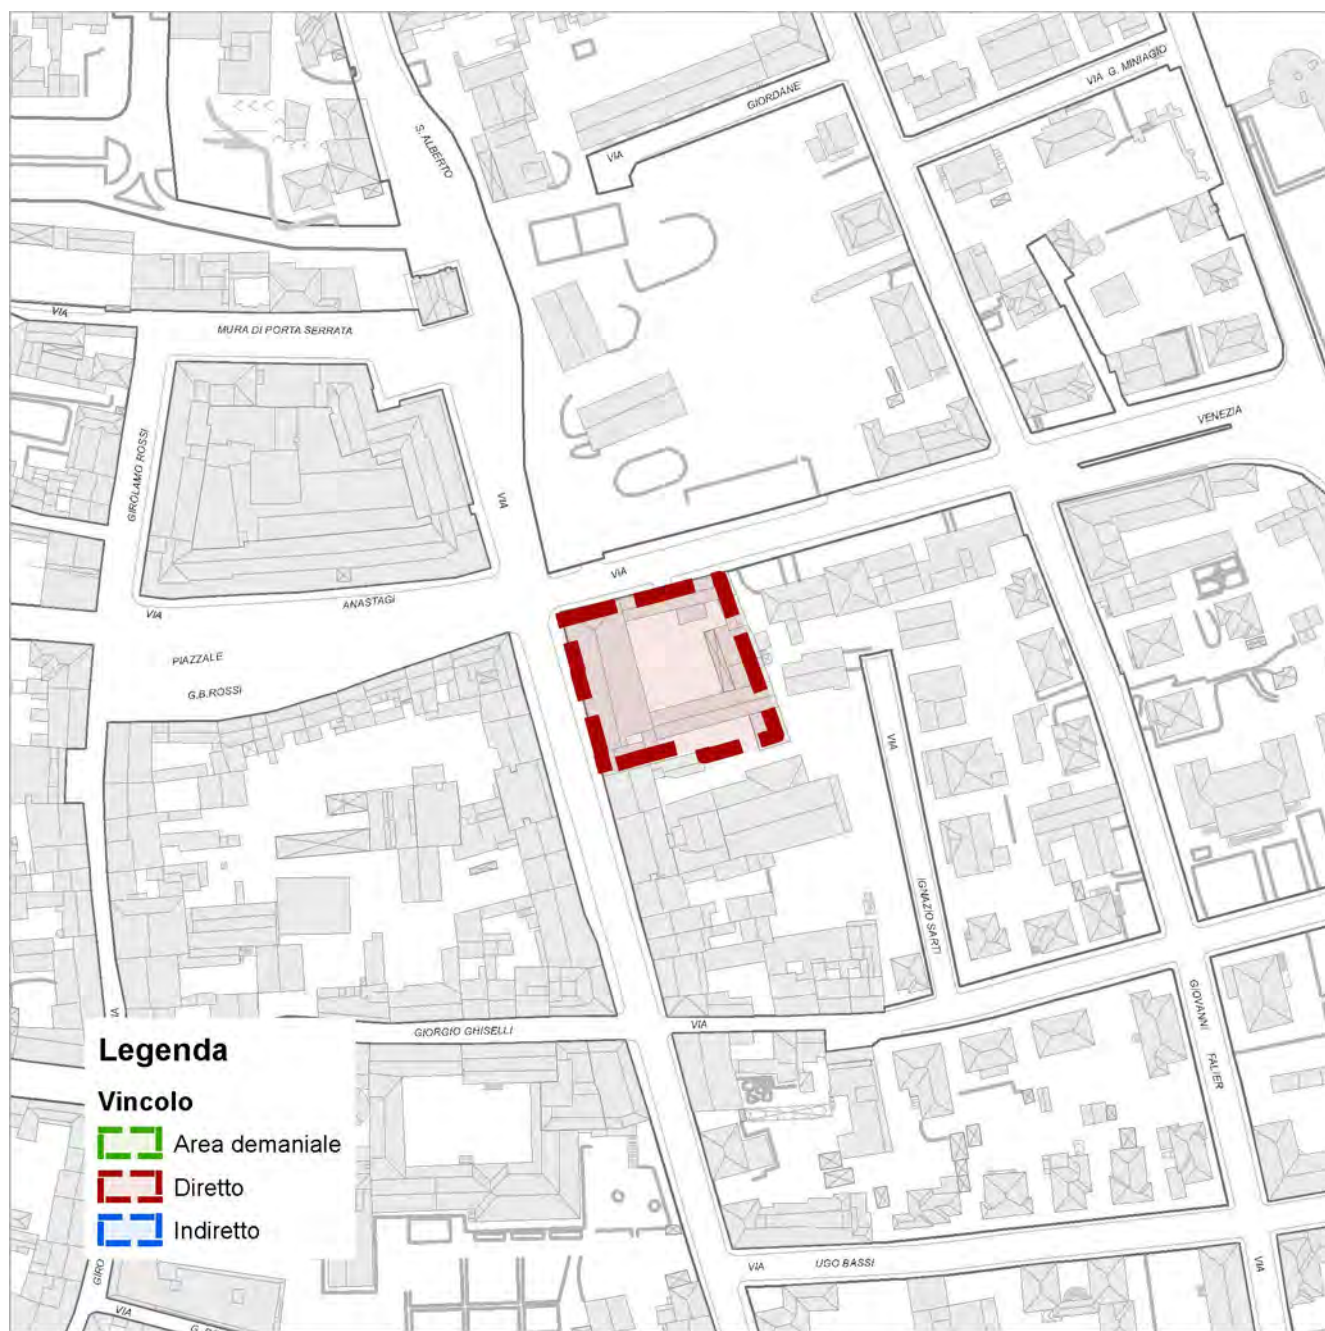 VIA G. MINIAGIO
GIORDANE
VIA
S. ALBERTO
VIA
MURA DI PORTA SERRATA
VENEZIA
GIROLAMO ROSSI
VIA
VIA
ANASTAGI
VIA
PIAZZALE
G.B.ROSSI
VIA
IGNAZIO SARTI
GIOVANNI
FALIER
VIA
GIORGIO GHISELLI
VIA
Legenda
Vincolo
Area demaniale
Diretto
Indiretto
GIRO
VIA
UGO BASSI
VIA
VIA